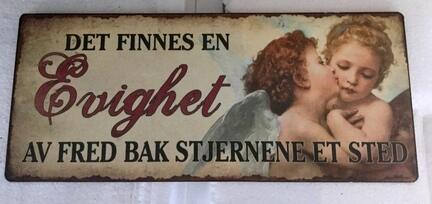 DET FINNES EN
Evighet
AV FRED BAK STJERNENE ET STED